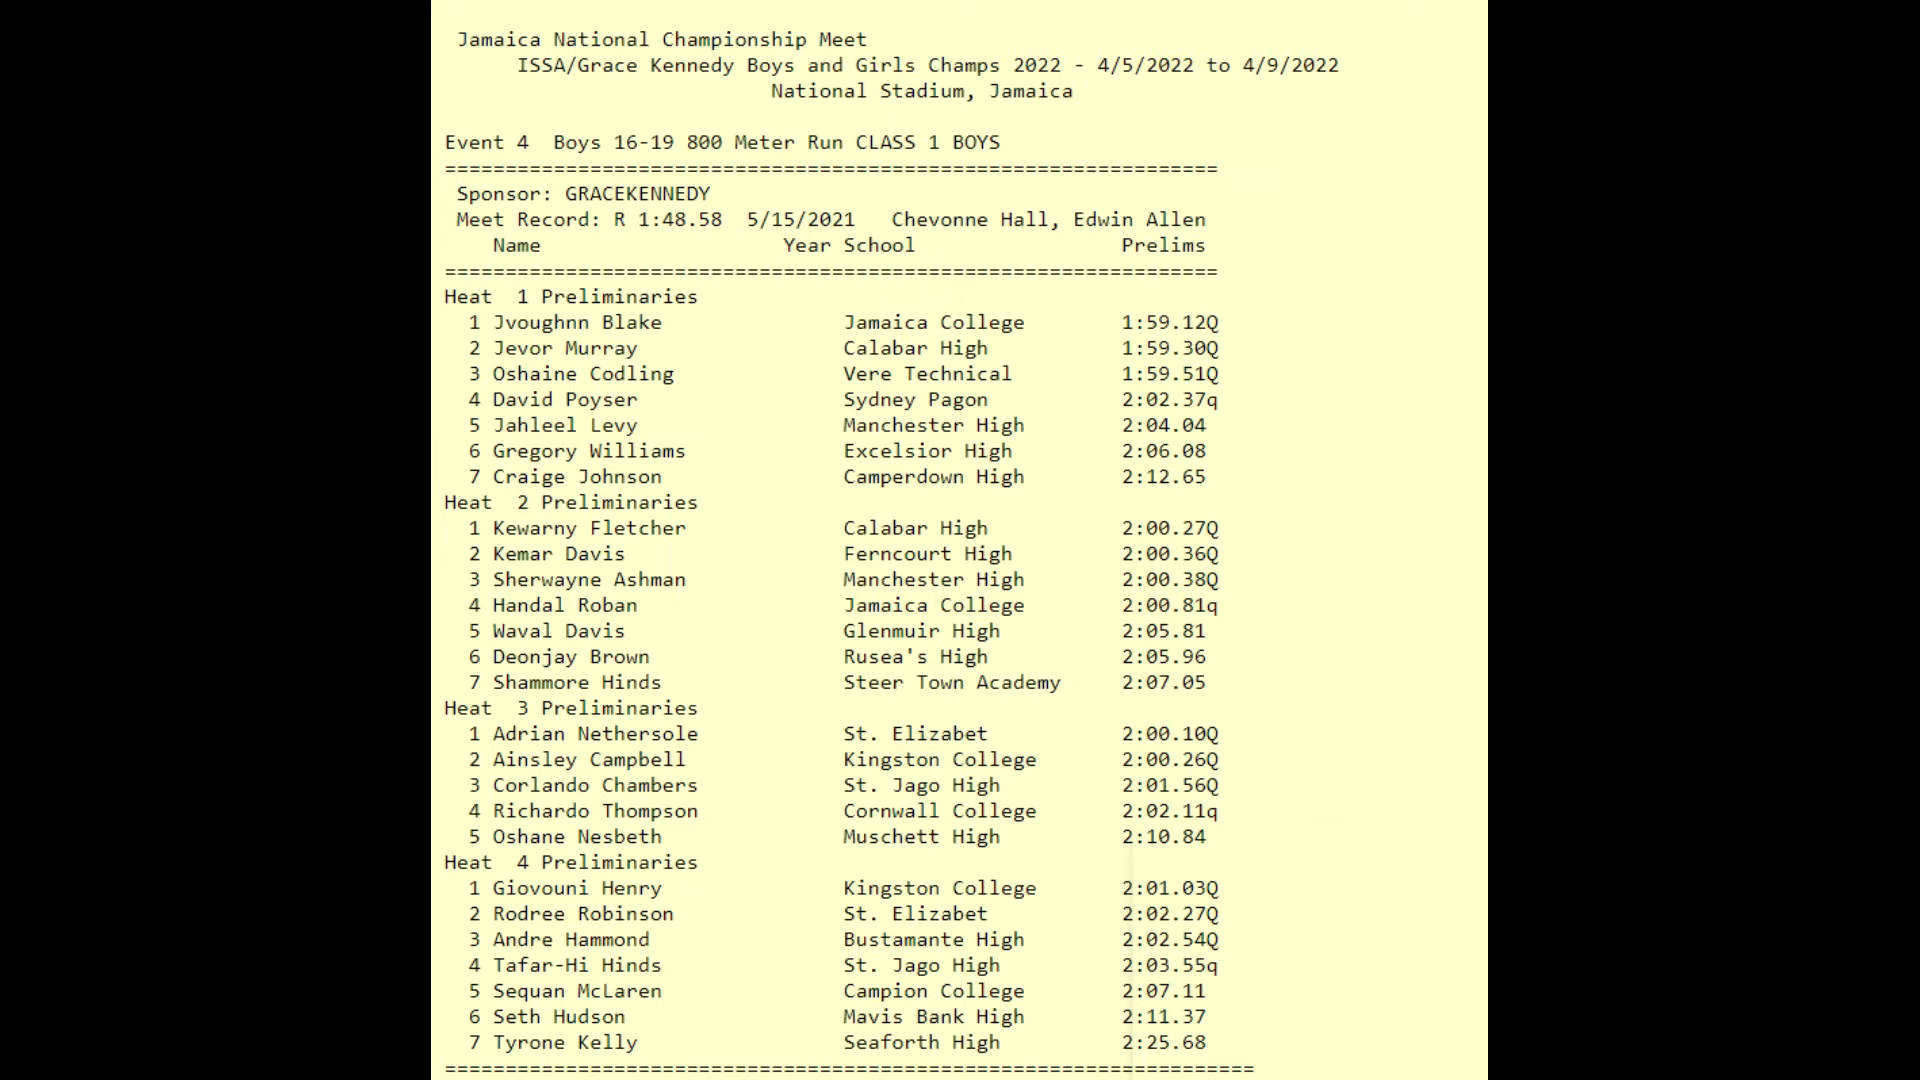 Jamaica National Championship Meet
ISSA/Grace Kennedy Boys and Girls Champs 2022 - 4/5/2022 to 4/9/2022
National Stadium, Jamaica
Event 4  Boys 16-19 800 Meter Run CLASS 1 BOYS
================================================================
Sponsor: GRACEKENNEDY
Meet Record: R 1:48.58  5/15/2021   Chevonne Hall, Edwin Allen
Name                    Year School                 Prelims
================================================================
Heat  1 Preliminaries
1 Jvoughnn Blake               Jamaica College        1:59.12Q
2 Jevor Murray                 Calabar High           1:59.30Q
3 Oshaine Codling              Vere Technical         1:59.51Q
4 David Poyser                 Sydney Pagon           2:02.37q
5 Jahleel Levy                 Manchester High        2:04.04
6 Gregory Williams             Excelsior High         2:06.08
7 Craige Johnson               Camperdown High        2:12.65
Heat  2 Preliminaries
1 Kewarny Fletcher             Calabar High           2:00.27Q
2 Kemar Davis                  Ferncourt High         2:00.36Q
3 Sherwayne Ashman             Manchester High        2:00.38Q
4 Handal Roban                 Jamaica College        2:00.81q
5 Waval Davis                  Glenmuir High          2:05.81
6 Deonjay Brown                Rusea's High           2:05.96
7 Shammore Hinds               Steer Town Academy     2:07.05
Heat  3 Preliminaries
1 Adrian Nethersole            St. Elizabet           2:00.10Q
2 Ainsley Campbell             Kingston College       2:00.26Q
3 Corlando Chambers            St. Jago High          2:01.56Q
4 Richardo Thompson            Cornwall College       2:02.11q
5 Oshane Nesbeth               Muschett High          2:10.84
Heat  4 Preliminaries
1 Giovouni Henry               Kingston College       2:01.03Q
2 Rodree Robinson              St. Elizabet           2:02.27Q
3 Andre Hammond                Bustamante High        2:02.54Q
4 Tafar-Hi Hinds               St. Jago High          2:03.55q
5 Sequan McLaren               Campion College        2:07.11
6 Seth Hudson                  Mavis Bank High        2:11.37
7 Tyrone Kelly                 Seaforth High          2:25.68
===================================================================